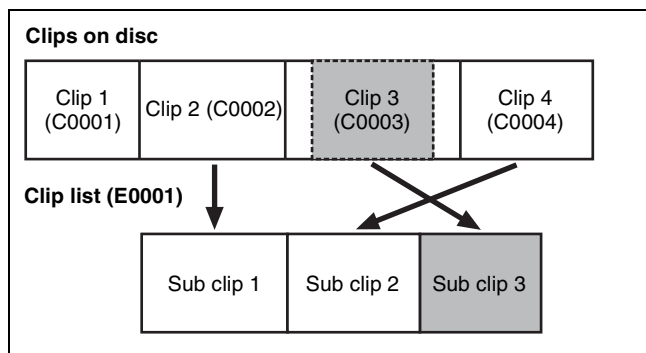 Clips on disc
Clip 1
(C0001)
Clip 2 (C0002)
Clip 3
(C0003)
Clip 4
(C0004)
Clip list (E0001)
Sub clip 1
Sub clip 2
Sub clip 3